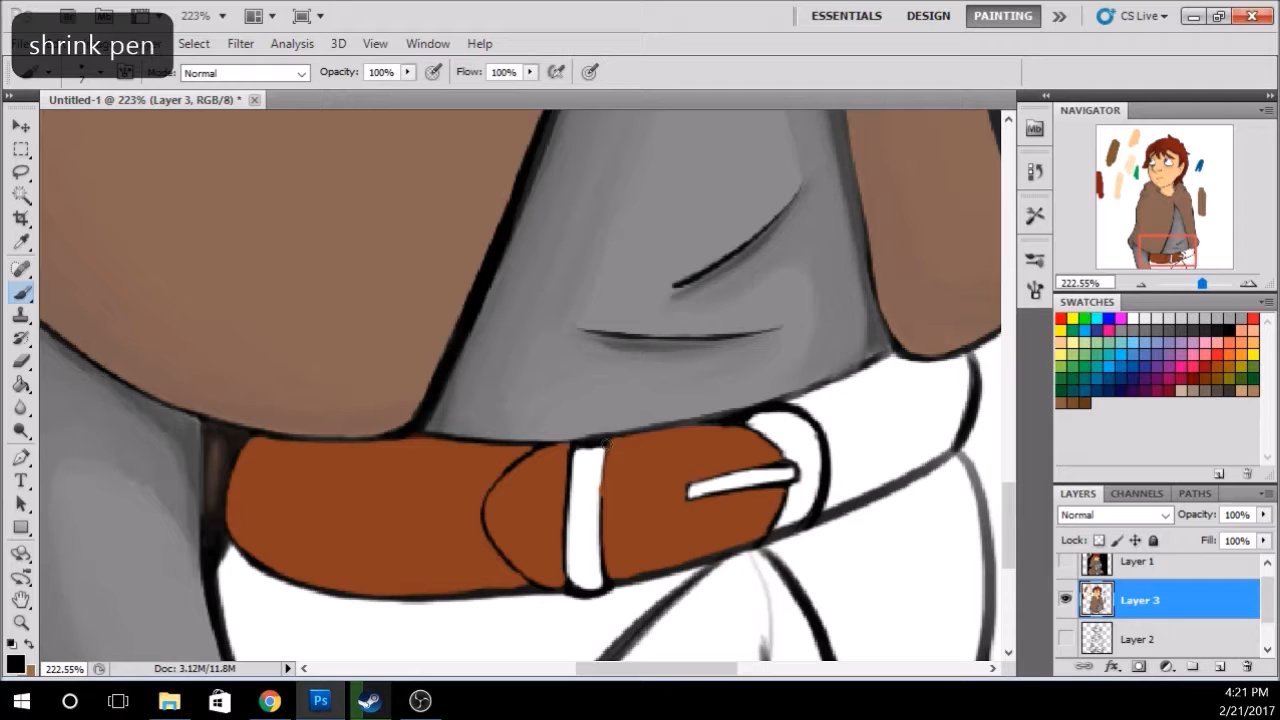 shrink pen
223%
ESSENTIALS
DESIGN
PAINTING
CS Live
Select
Filter
Analysis
3D
View
Window
Help
7
Mode:
Normal
Opacity:
100%
Flow:
100%
Untitled-1 @ 223% (Layer 3, RGB/8) *
NAVIGATOR
222.55%
SWATCHES
LAYERS
CHANNELS
PATHS
Normal
Opacity:
100%
Lock:
Fill:
100%
Layer 1
Layer 3
Layer 2
222.55%
Doc: 3.12M/11.8M
4:21 PM
2/21/2017